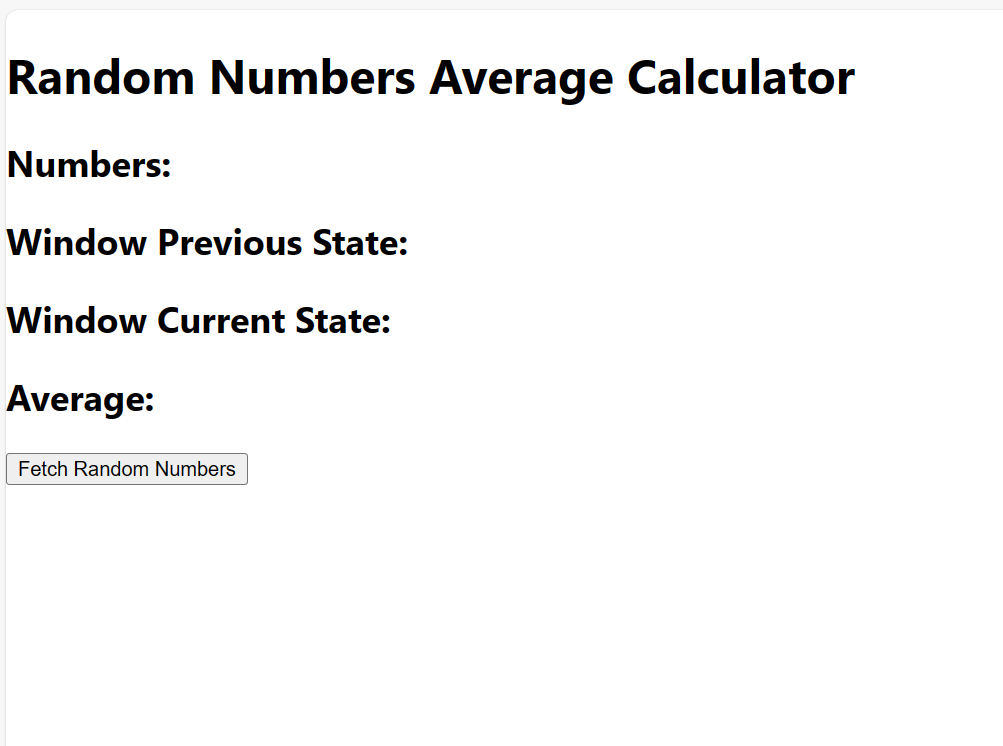 Random Numbers Average Calculator
Numbers:
Window Previous State:
Window Current State:
Average:
Fetch Random Numbers